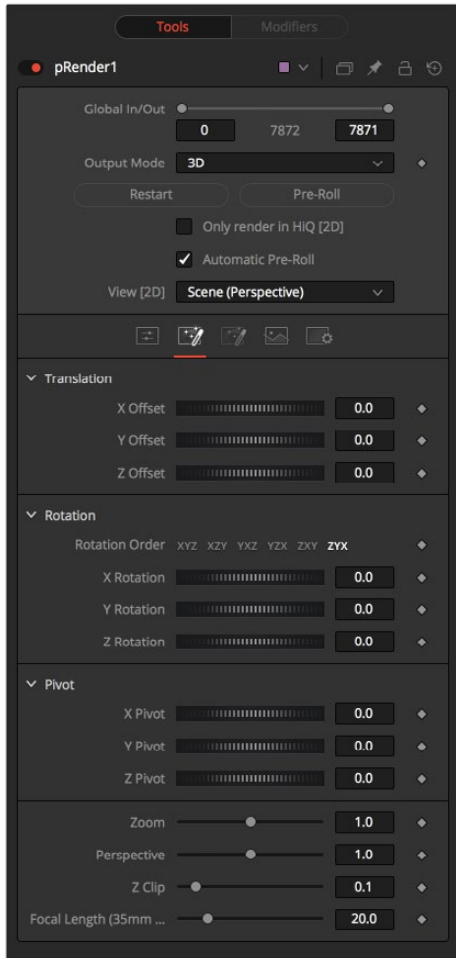 Tools Modifiers
pRender1
Global In/Out
0 7872 7871
Output Mode 3D
Restart Pre-Roll
Only render in HiQ [2D]
Automatic Pre-Roll
View [2D] Scene (Perspective)
Translation
X Offset 0.0
Y Offset 0.0
Z Offset 0.0
Rotation
Rotation Order XYZ XZY YXZ YZX ZXY ZYX
X Rotation 0.0
Y Rotation 0.0
Z Rotation 0.0
Pivot
X Pivot 0.0
Y Pivot 0.0
Z Pivot 0.0
Zoom 1.0
Perspective 1.0
Z Clip 0.1
Focal Length (35mm ... 20.0